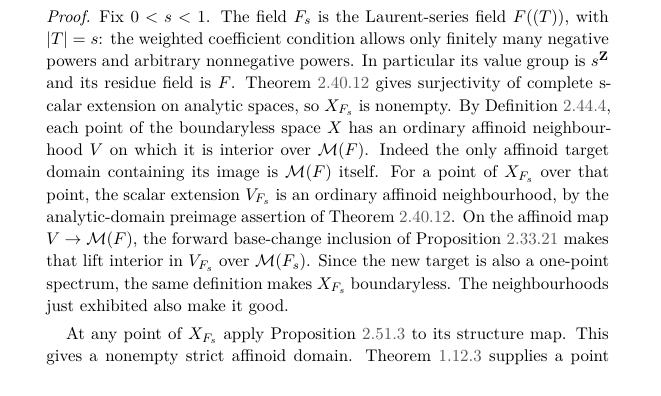 Proof. Fix 0 < s < 1. The field F_s is the Laurent-series field F((T)), with
|T| = s: the weighted coefficient condition allows only finitely many negative
powers and arbitrary nonnegative powers. In particular its value group is s^Z
and its residue field is F. Theorem 2.40.12 gives surjectivity of complete s-
calar extension on analytic spaces, so X_{F_s} is nonempty. By Definition 2.44.4,
each point of the boundaryless space X has an ordinary affinoid neighbour-
hood V on which it is interior over M(F). Indeed the only affinoid target
domain containing its image is M(F) itself. For a point of X_{F_s} over that
point, the scalar extension V_{F_s} is an ordinary affinoid neighbourhood, by the
analytic-domain preimage assertion of Theorem 2.40.12. On the affinoid map
V → M(F), the forward base-change inclusion of Proposition 2.33.21 makes
that lift interior in V_{F_s} over M(F_s). Since the new target is also a one-point
spectrum, the same definition makes X_{F_s} boundaryless. The neighbourhoods
just exhibited also make it good.
At any point of X_{F_s} apply Proposition 2.51.3 to its structure map. This
gives a nonempty strict affinoid domain. Theorem 1.12.3 supplies a point